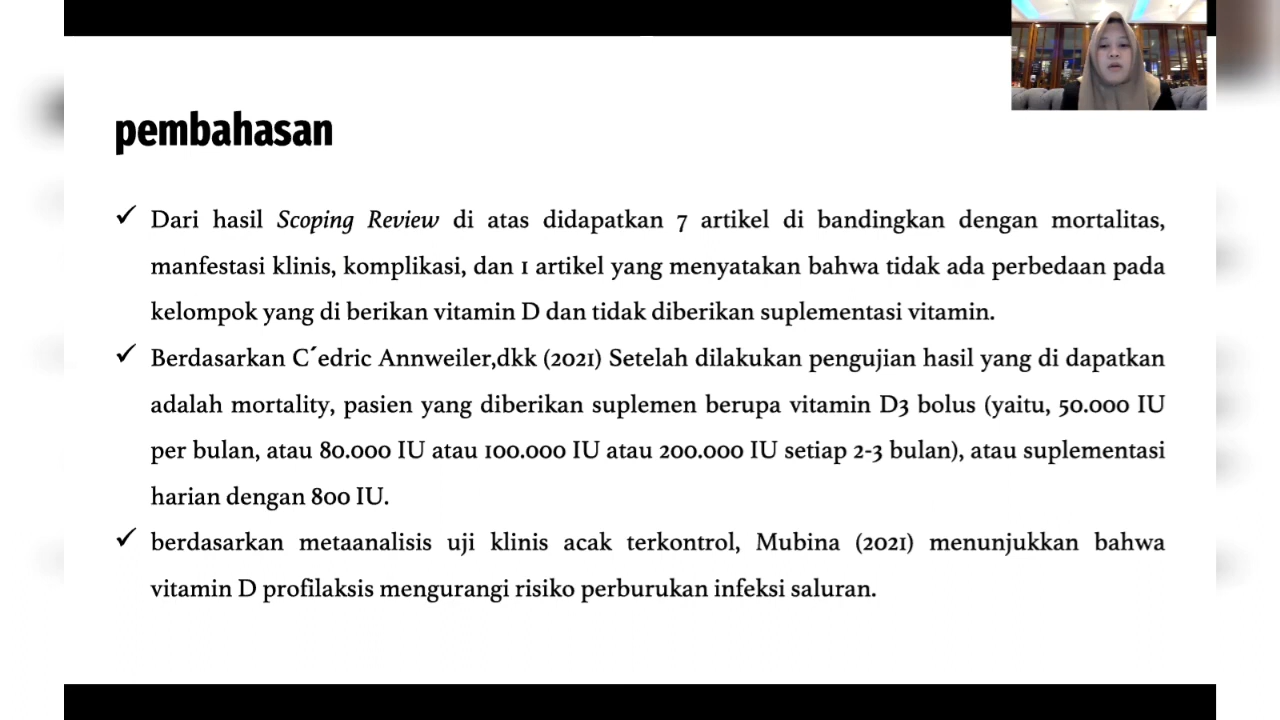 pembahasan
✓ Dari hasil Scoping Review di atas didapatkan 7 artikel di bandingkan dengan mortalitas,
manfestasi klinis, komplikasi, dan 1 artikel yang menyatakan bahwa tidak ada perbedaan pada
kelompok yang di berikan vitamin D dan tidak diberikan suplementasi vitamin.
✓ Berdasarkan C´edric Annweiler,dkk (2021) Setelah dilakukan pengujian hasil yang di dapatkan
adalah mortality, pasien yang diberikan suplemen berupa vitamin D3 bolus (yaitu, 50.000 IU
per bulan, atau 80.000 IU atau 100.000 IU atau 200.000 IU setiap 2-3 bulan), atau suplementasi
harian dengan 800 IU.
✓ berdasarkan metaanalisis uji klinis acak terkontrol, Mubina (2021) menunjukkan bahwa
vitamin D profilaksis mengurangi risiko perburukan infeksi saluran.